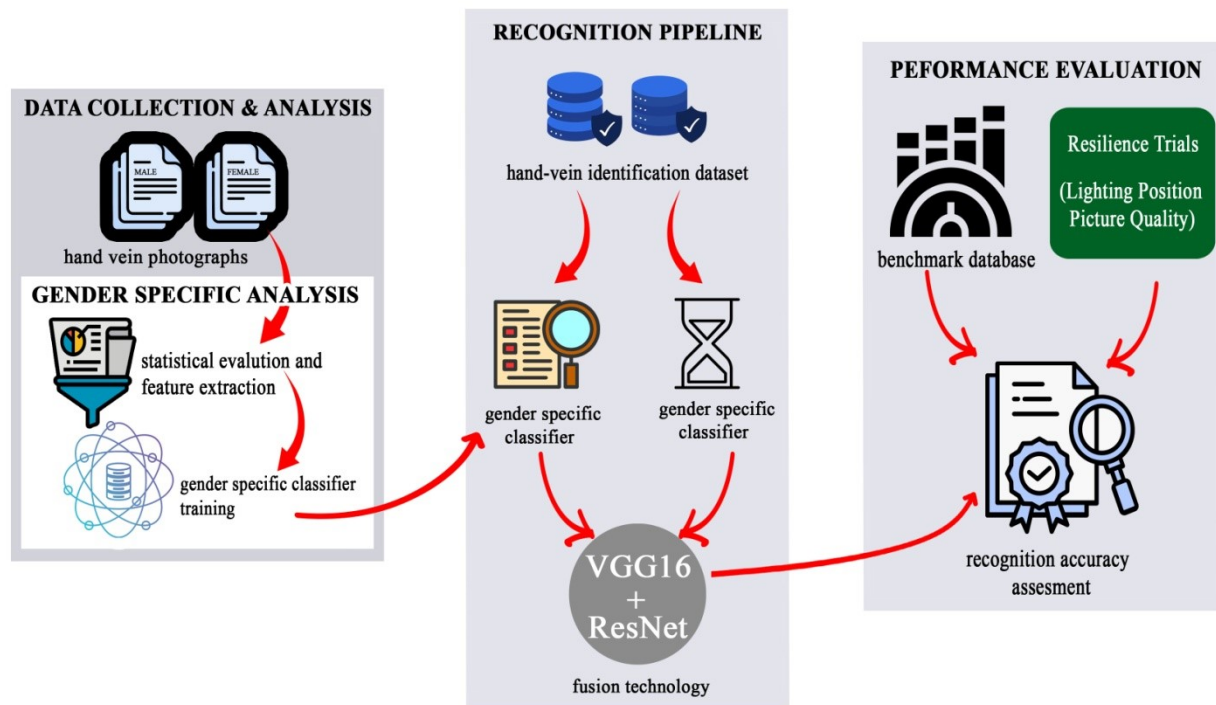 DATA COLLECTION & ANALYSIS
MALE
FEMALE
hand vein photographs
GENDER SPECIFIC ANALYSIS
statistical evalution and
feature extraction
gender specific classifier
training
RECOGNITION PIPELINE
hand-vein identification dataset
gender specific
classifier
gender specific
classifier
VGG16
+
ResNet
fusion technology
PEFORMANCE EVALUATION
benchmark database
Resilience Trials
(Lighting Position
Picture Quality)
recognition accuracy
assesment